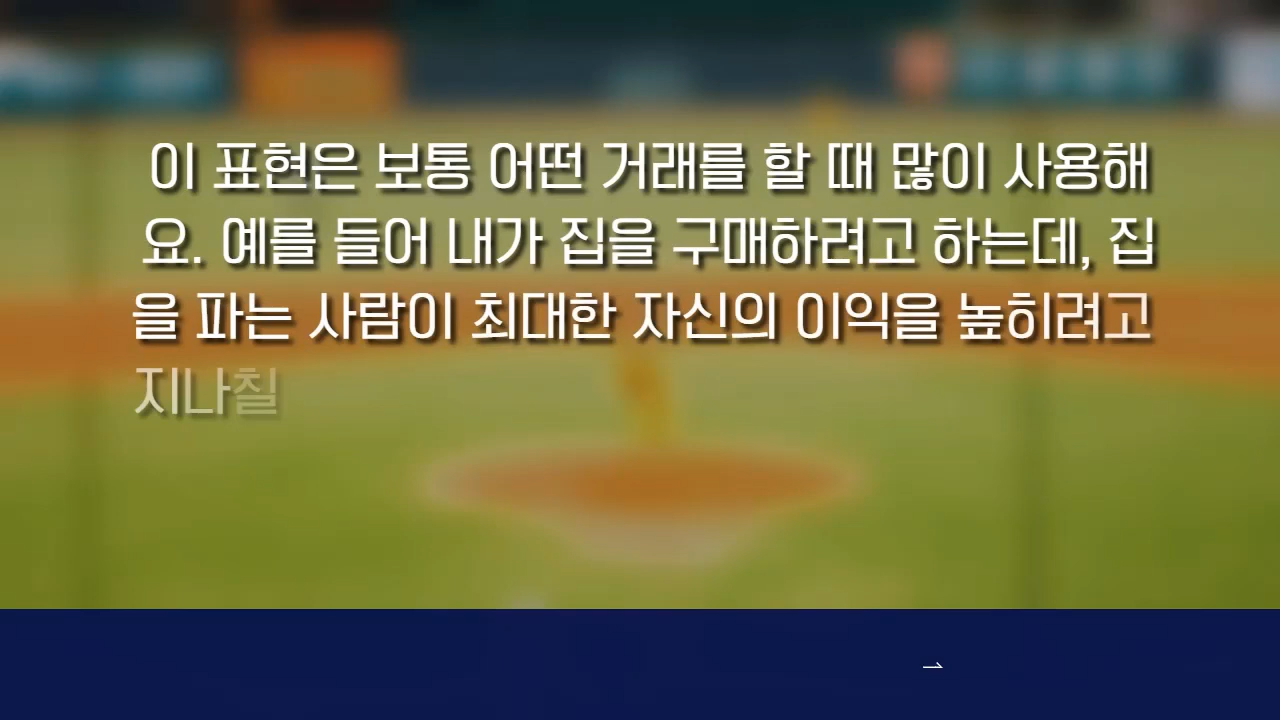 이 표현은 보통 어떤 거래를 할 때 많이 사용해
요. 예를 들어 내가 집을 구매하려고 하는데, 집
을 파는 사람이 최대한 자신의 이익을 높히려고
지나칠